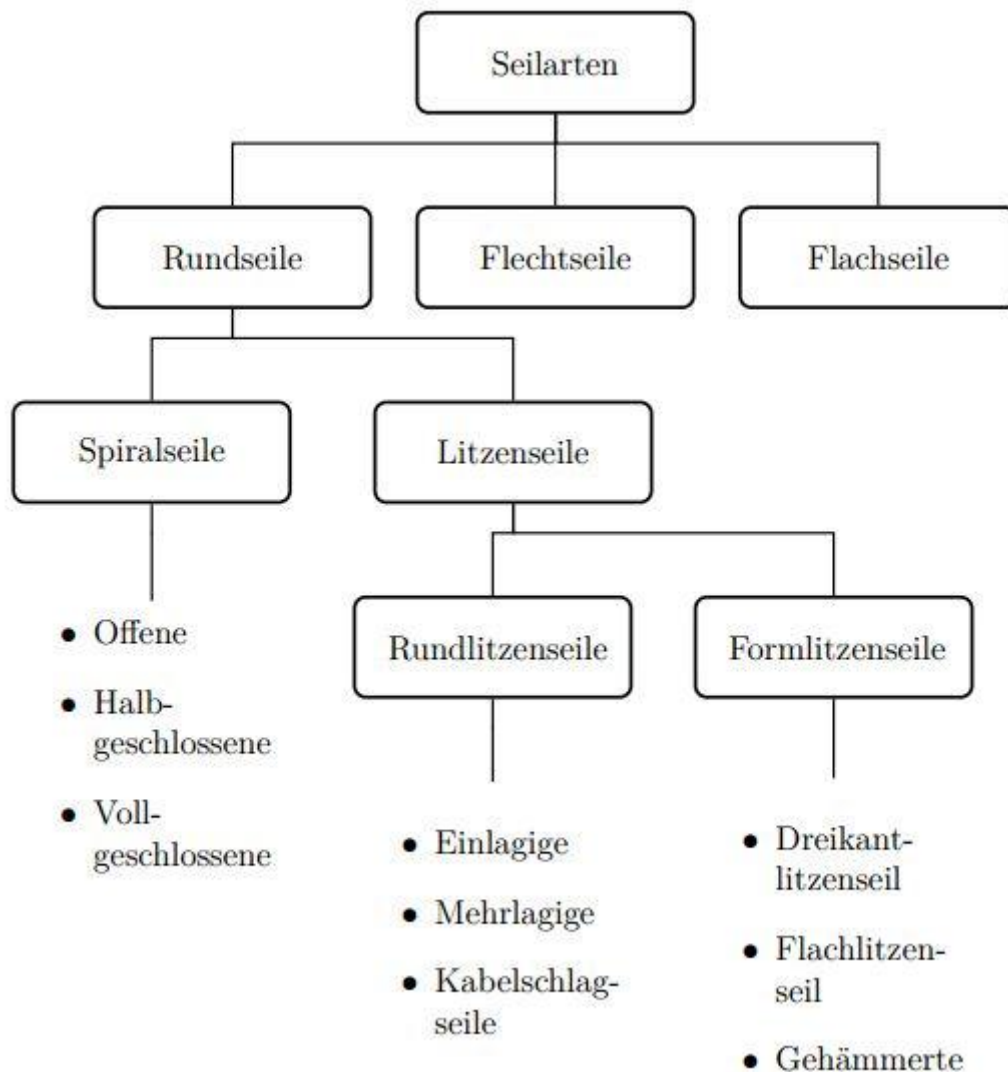 Seilarten
Rundseile
Flechtseile
Flachseile
Spiralseile
Litzenseile
• Offene
• Halb-
geschlossene
• Voll-
geschlossene
Rundlitzenseile
Formlitzenseile
• Einlagige
• Mehrlagige
• Kabelschlag-
seile
• Dreikant-
litzenseil
• Flachlitzen-
seil
• Gehämmerte